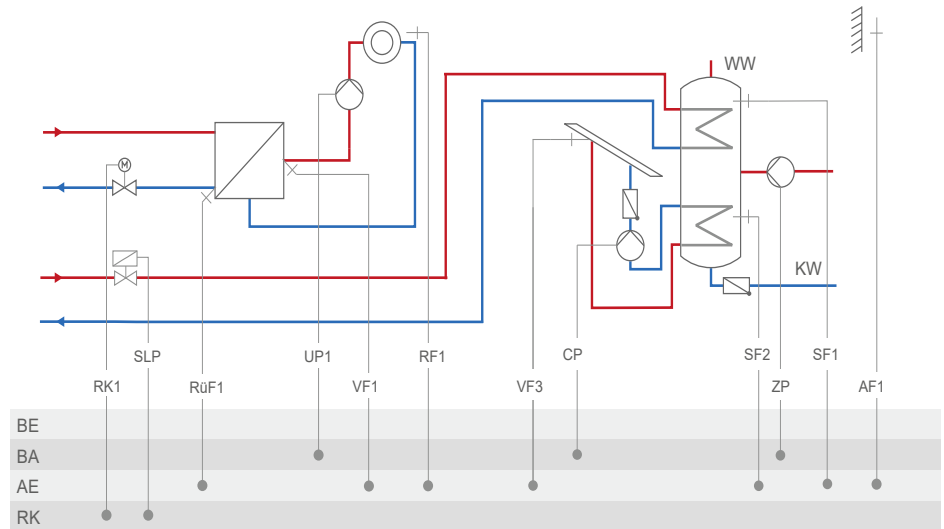 WW
M
KW
SLP UP1 RF1 CP SF2 SF1
RK1 RüF1 VF1 VF3 ZP AF1
BE
BA
AE
RK